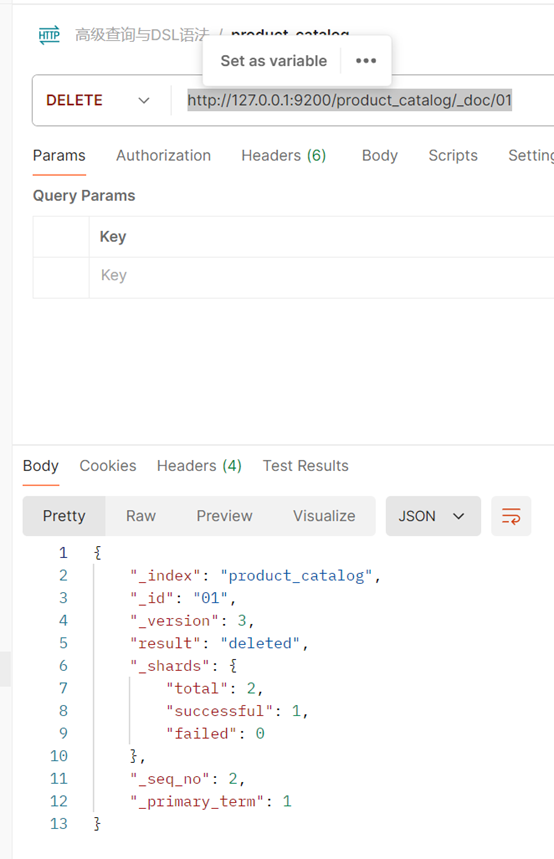 HTTP 高级查询与DSL语法 / product_catalog
Set as variable •••
DELETE http://127.0.0.1:9200/product_catalog/_doc/01
Params Authorization Headers (6) Body Scripts Setting
Query Params
Key
Key
Body Cookies Headers (4) Test Results
Pretty Raw Preview Visualize JSON
1 {
2 "_index": "product_catalog",
3 "_id": "01",
4 "_version": 3,
5 "result": "deleted",
6 "_shards": {
7 "total": 2,
8 "successful": 1,
9 "failed": 0
10 },
11 "_seq_no": 2,
12 "_primary_term": 1
13 }